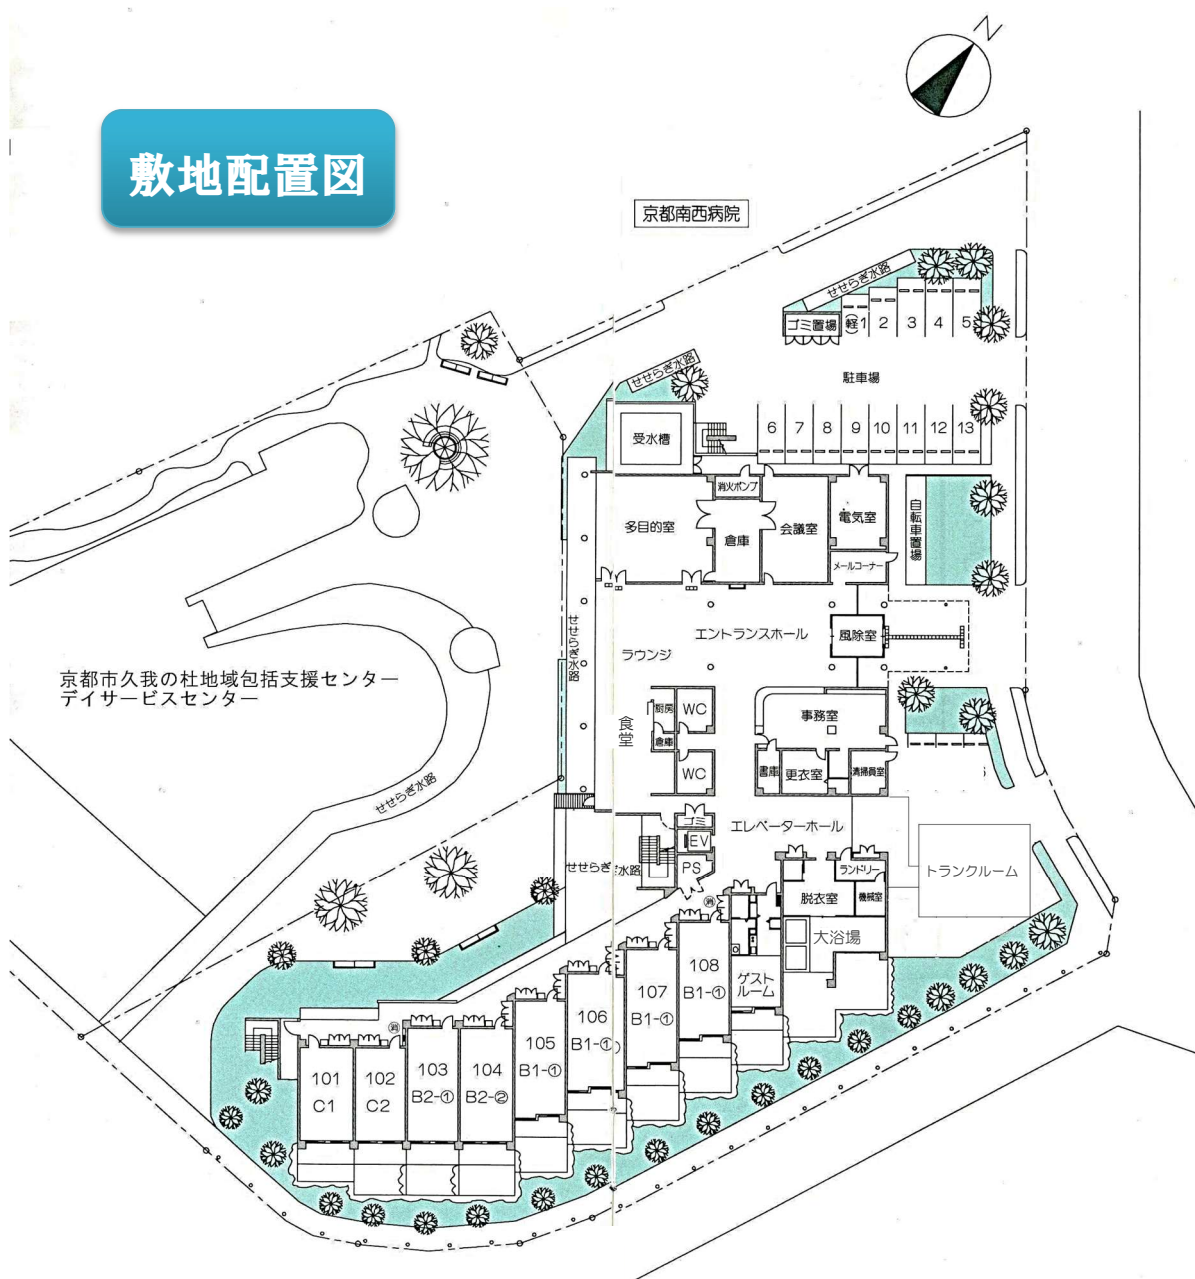 N
敷地配置図
京都南西病院
せせらぎ水路
ゴミ置場
(軽)1
2
3
4
5
せせらぎ水路
駐車場
受水槽
6
7
8
9
10
11
12
13
消火ポンプ
多目的室
倉庫
会議室
電気室
自転車置場
メールコーナー
せせらぎ水路
エントランスホール
風除室
ラウンジ
京都市久我の杜地域包括支援センター
デイサービスセンター
厨房
WC
食堂
倉庫
WC
事務室
書庫
更衣室
清掃員室
せせらぎ水路
ゴミ
EV
エレベーターホール
せせらぎ水路
PS
ランドリー
脱衣室
機械室
トランクルーム
大浴場
ゲスト
ルーム
108
B1-①
107
B1-①
106
B1-①
105
B1-①
104
B2-②
103
B2-①
102
C2
101
C1